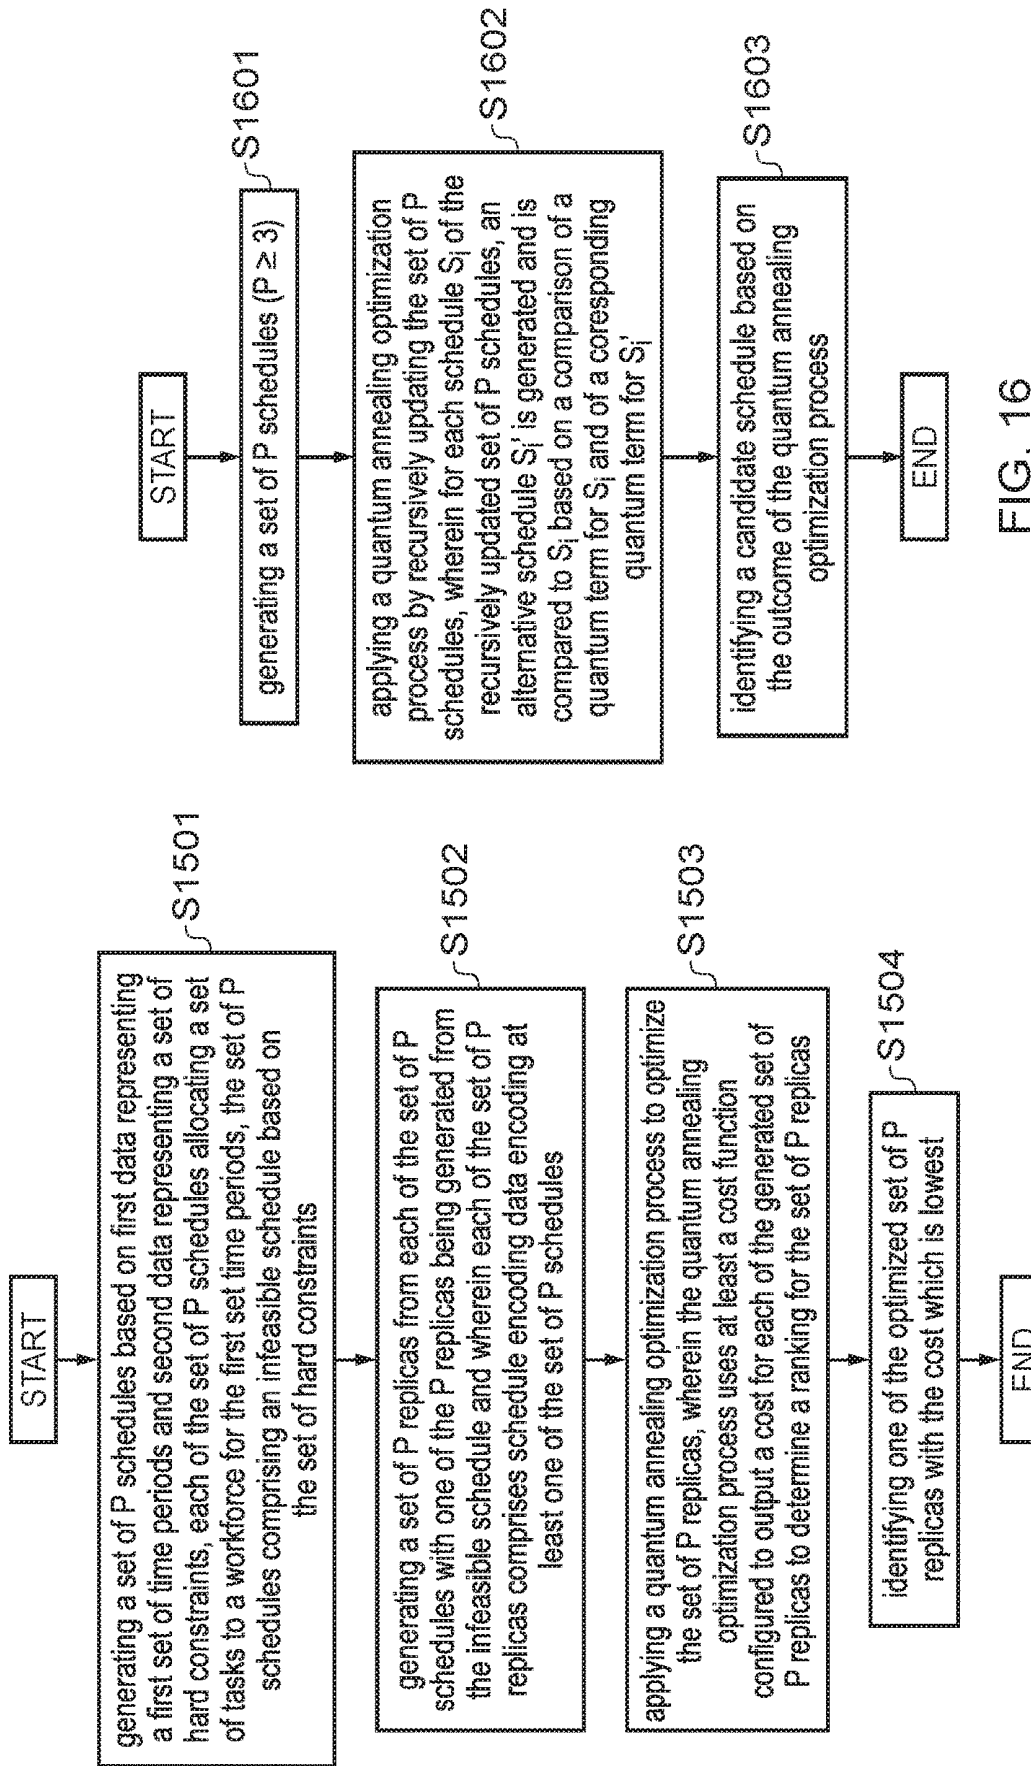 START
generating a set of P schedules based on first data representing
a first set of time periods and second data representing a set of
hard constraints, each of the set of P schedules allocating a set
of tasks to a workforce for the first set time periods, the set of P
schedules comprising an infeasible schedule based on
the set of hard constraints
S1501
generating a set of P replicas from each of the set of P
schedules with one of the P replicas being generated from
the infeasible schedule and wherein each of the set of P
replicas comprises schedule encoding data encoding at
least one of the set of P schedules
S1502
applying a quantum annealing optimization process to optimize
the set of P replicas, wherein the quantum annealing
optimization process uses at least a cost function
configured to output a cost for each of the generated set of
P replicas to determine a ranking for the set of P replicas
S1503
identifying one of the optimized set of P
replicas with the cost which is lowest
S1504
END
START
generating a set of P schedules (P ≥ 3)
S1601
applying a quantum annealing optimization
process by recursively updating the set of P
schedules, wherein for each schedule Si of the
recursively updated set of P schedules, an
alternative schedule Si' is generated and is
compared to Si based on a comparison of a
quantum term for Si and of a coresponding
quantum term for Si'
S1602
identifying a candidate schedule based on
the outcome of the quantum annealing
optimization process
S1603
END
FIG. 16